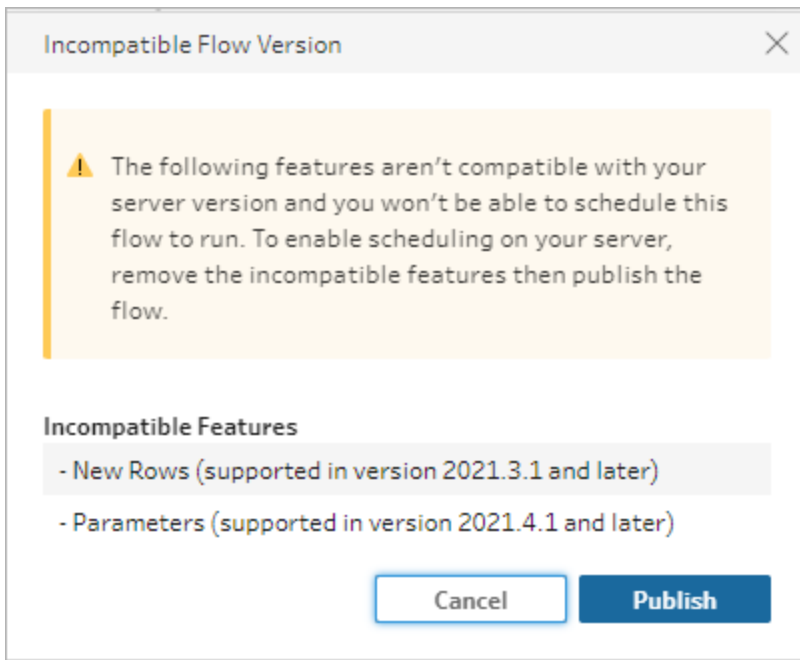 Incompatible Flow Version
The following features aren't compatible with your
server version and you won't be able to schedule this
flow to run. To enable scheduling on your server,
remove the incompatible features then publish the
flow.
Incompatible Features
- New Rows (supported in version 2021.3.1 and later)
- Parameters (supported in version 2021.4.1 and later)
Cancel
Publish